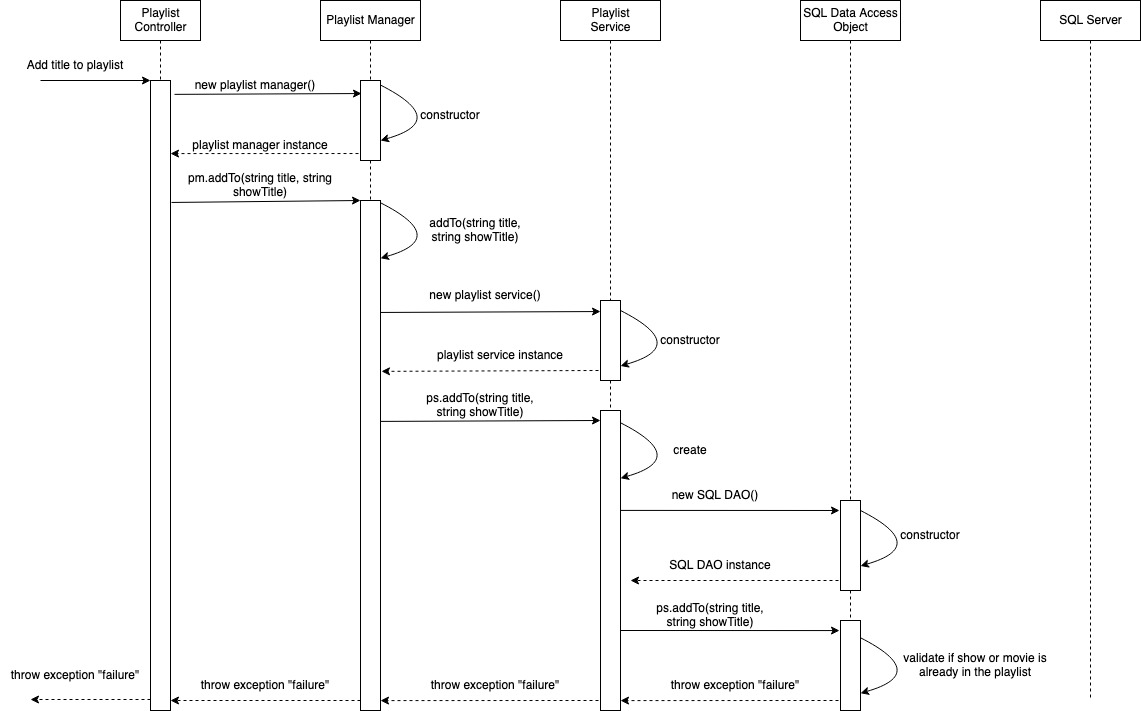 Playlist
Controller
Playlist Manager
Playlist
Service
SQL Data Access
Object
SQL Server
Add title to playlist
new playlist manager()
constructor
playlist manager instance
pm.addTo(string title, string
showTitle)
addTo(string title,
string showTitle)
new playlist service()
constructor
playlist service instance
ps.addTo(string title,
string showTitle)
create
new SQL DAO()
constructor
SQL DAO instance
ps.addTo(string title,
string showTitle)
validate if show or movie is
already in the playlist
throw exception "failure"
throw exception "failure"
throw exception "failure"
throw exception "failure"